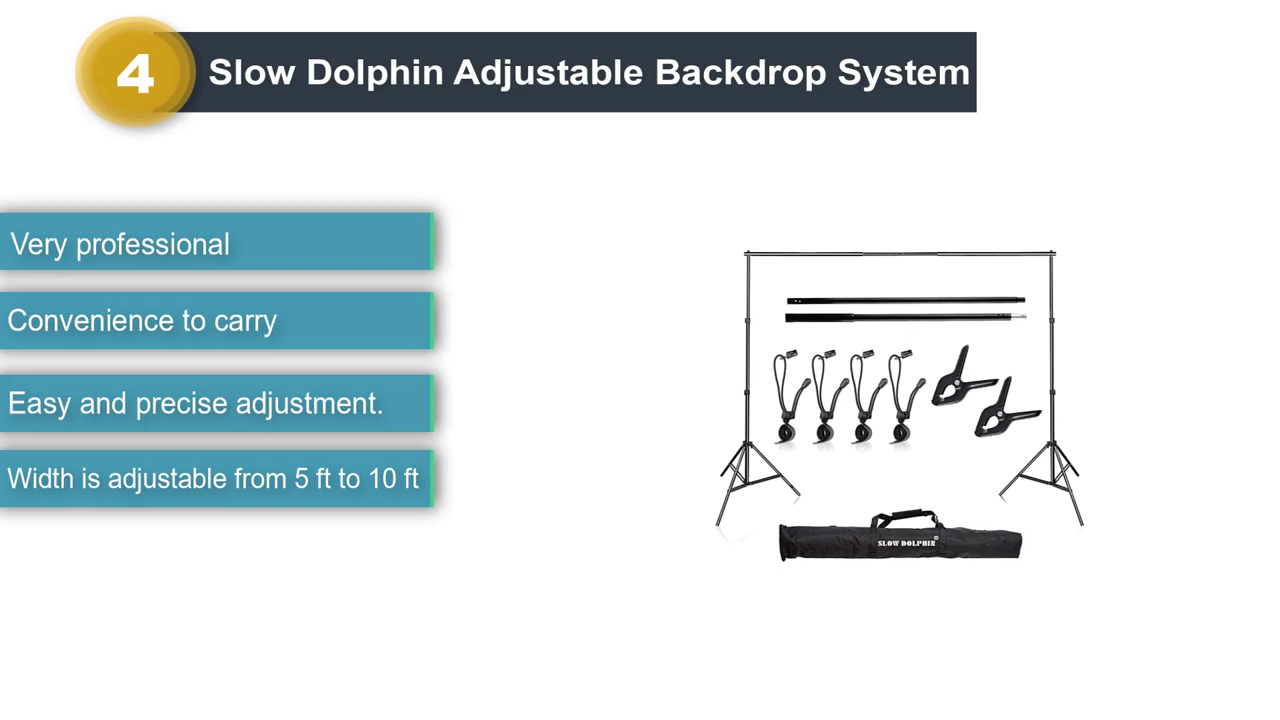 4
Slow Dolphin Adjustable Backdrop System
Very professional
Convenience to carry
Easy and precise adjustment.
Width is adjustable from 5 ft to 10 ft
SLOW DOLPHIN